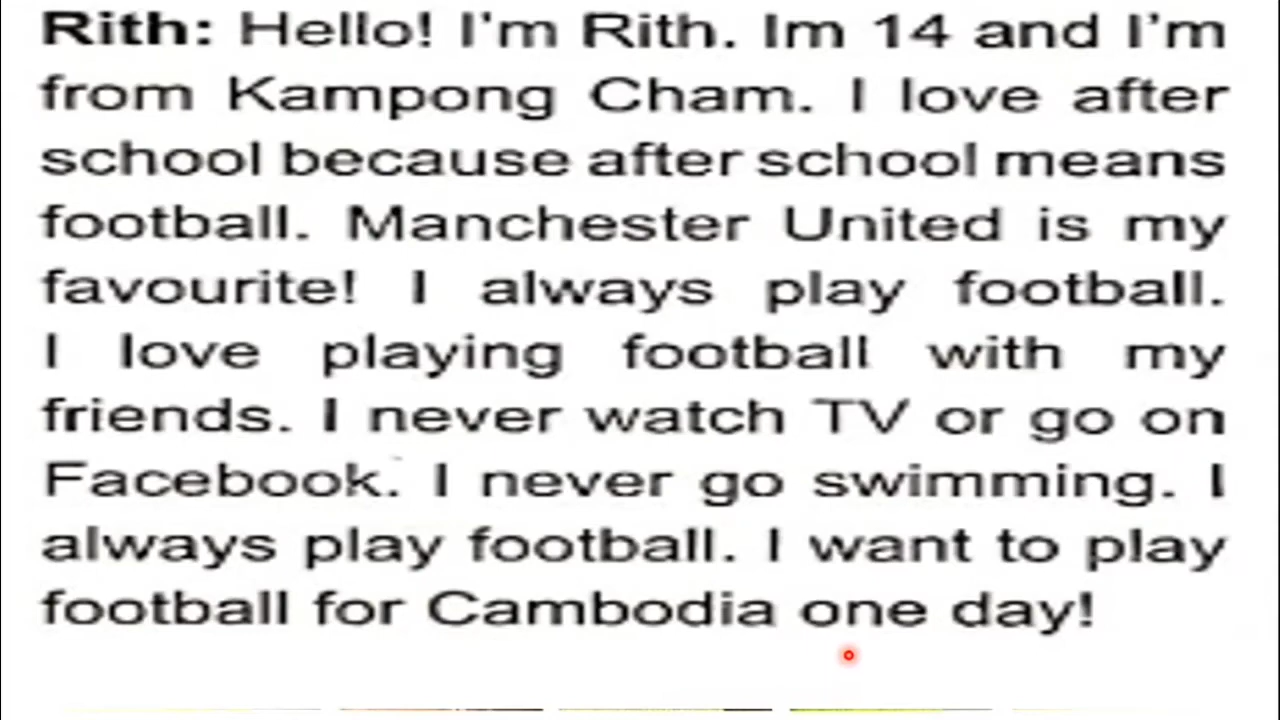 Rith: Hello! I'm Rith. Im 14 and I'm
from Kampong Cham. I love after
school because after school means
football. Manchester United is my
favourite! I always play football.
I love playing football with my
friends. I never watch TV or go on
Facebook. I never go swimming. I
always play football. I want to play
football for Cambodia one day!